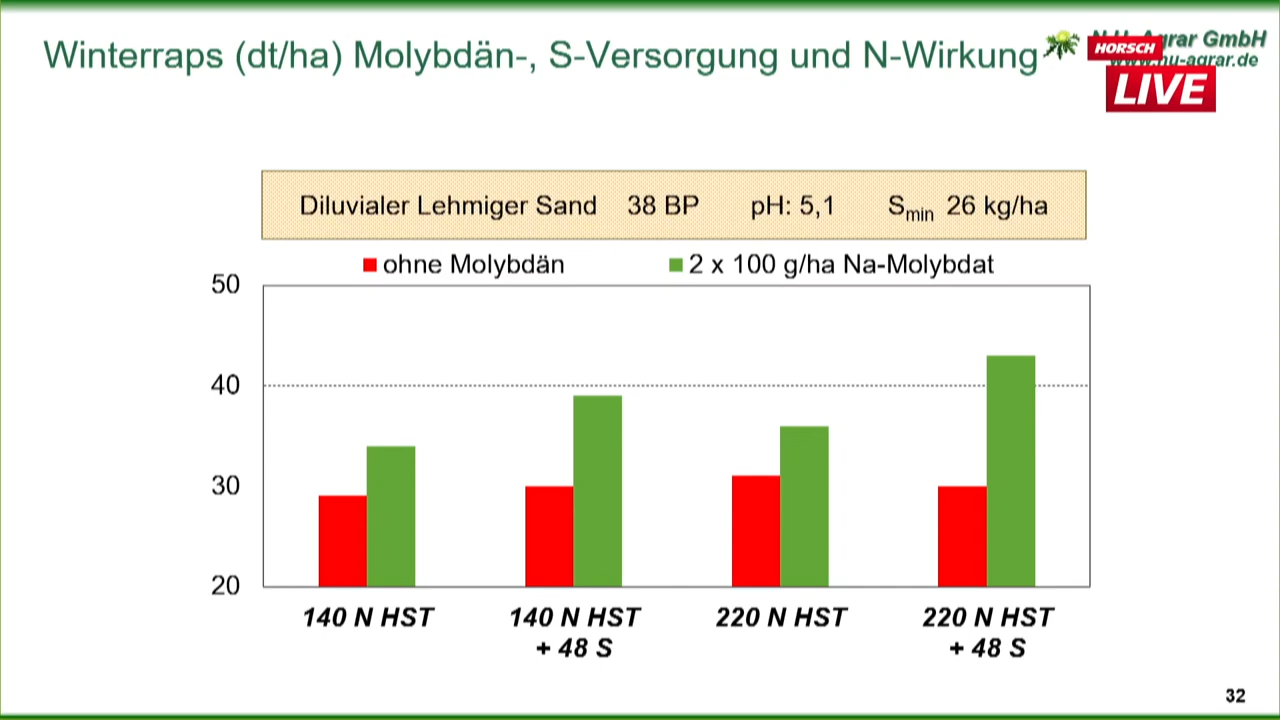 Winterraps (dt/ha) Molybdän-, S-Versorgung und N-Wirkung
Agrar GmbH
HORSCH
LIVE
Diluvialer Lehmiger Sand 38 BP pH: 5,1 Smin 26 kg/ha
ohne Molybdän 2 x 100 g/ha Na-Molybdat
50
40
30
20
140 N HST 140 N HST 220 N HST 220 N HST
+ 48 S + 48 S
32